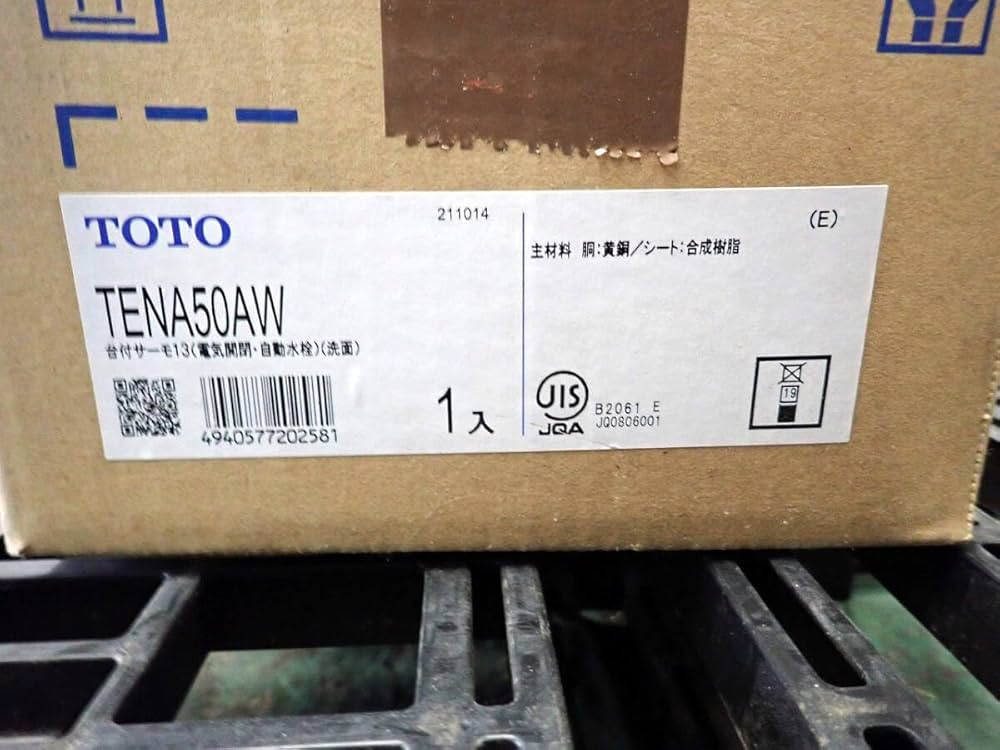 TOTO
211014
TENA50AW
台付サーモ13(電気開閉・自動水栓)(洗面)
4940577202581
1入
(E)
主材料 胴:黄銅/シート:合成樹脂
JIS
JQA
B2061 E
JQ0806001
19